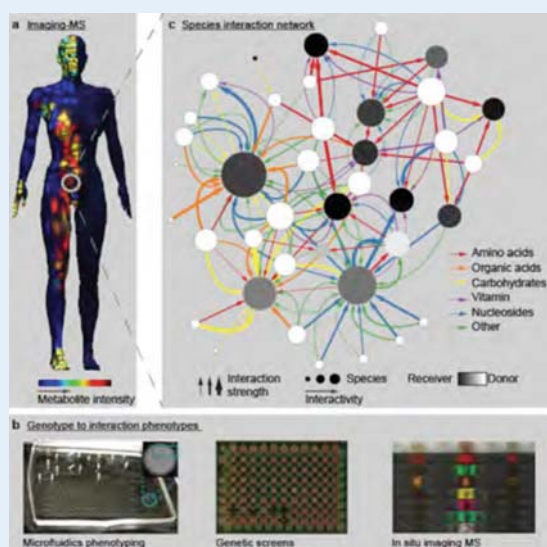 a Imaging-MS
Metabolite intensity
c Species interaction network
Amino acids
Organic acids
Carbohydrates
Vitamin
Nucleosides
Other
Interaction strength
Species
Interactivity
Receiver Donor
b Genotype to interaction phenotypes
Microfluidics phenotyping
Genetic screens
In situ imaging MS